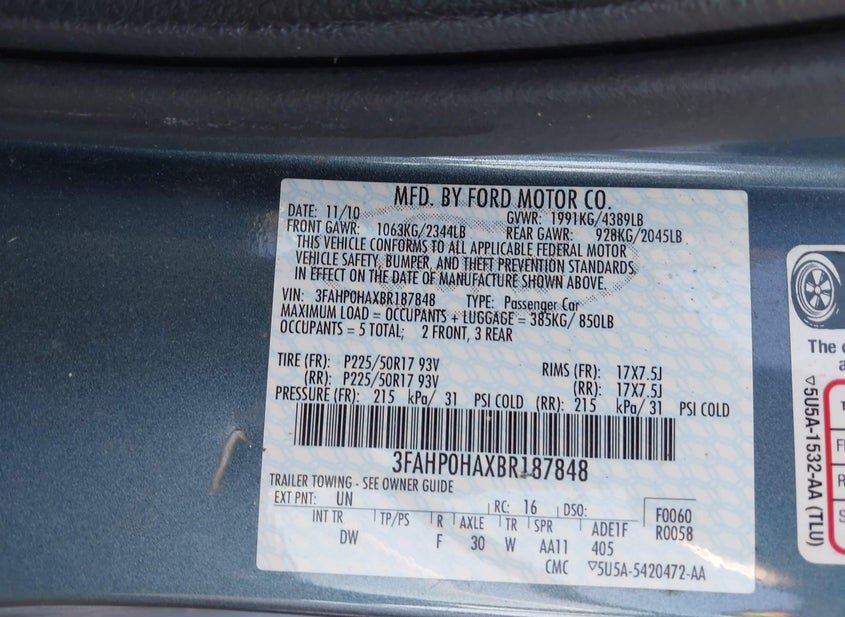 MFD. BY FORD MOTOR CO.
DATE: 11/10 GVWR: 1991KG/4389LB
FRONT GAWR: 1063KG/2344LB REAR GAWR: 928KG/2045LB
THIS VEHICLE CONFORMS TO ALL APPLICABLE FEDERAL MOTOR
VEHICLE SAFETY, BUMPER, AND THEFT PREVENTION STANDARDS
IN EFFECT ON THE DATE OF MANUFACTURE SHOWN ABOVE.
VIN: 3FAHP0HAXBR187848 TYPE: Passenger Car
MAXIMUM LOAD = OCCUPANTS + LUGGAGE = 385KG/ 850LB
OCCUPANTS = 5 TOTAL; 2 FRONT, 3 REAR
TIRE (FR): P225/50R17 93V RIMS (FR): 17X7.5J
(RR): P225/50R17 93V (RR): 17X7.5J
PRESSURE (FR): 215 kPa/ 31 PSI COLD (RR): 215 kPa/ 31 PSI COLD
3FAHP0HAXBR187848
TRAILER TOWING - SEE OWNER GUIDE
EXT PNT: UN RC: 16 DSO: F0060
INT TR TP/PS R AXLE TR SPR ADE1F R0058
DW F 30 W AA11 405
CMC ▽5U5A-5420472-AA
The
▽5U5A-1532-AA (TLU)